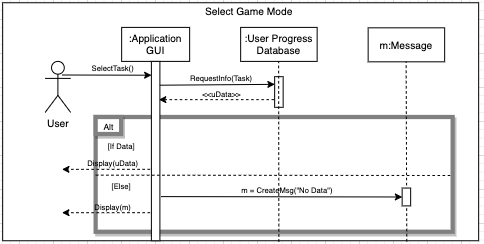 Select Game Mode
:Application
GUI
:User Progress
Database
m:Message
SelectTask()
RequestInfo(Task)
<<uData>>
User
Alt
[If Data]
Display(uData)
[Else]
m = CreateMsg("No Data")
Display(m)